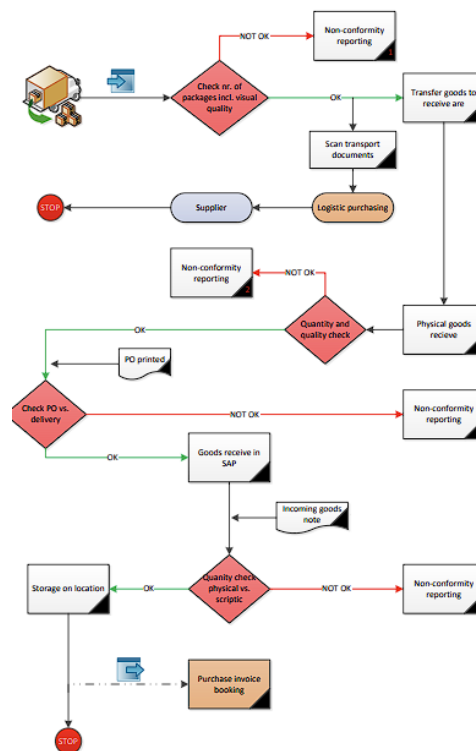 NOT OK
Non-conformity
reporting
1
Check nr. of
packages incl. visual
quality
OK
Transfer goods to
receive are
Scan transport
documents
STOP
Supplier
Logistic purchasing
Non-conformity
reporting
2
NOT OK
Quantity and
quality check
Physical goods
recieve
OK
PO printed
Check PO vs.
delivery
NOT OK
Non-conformity
reporting
OK
Goods receive in
SAP
Incoming goods
note
Storage on location
OK
Quanity check
physical vs.
scriptic
NOT OK
Non-conformity
reporting
Purchase invoice
booking
STOP